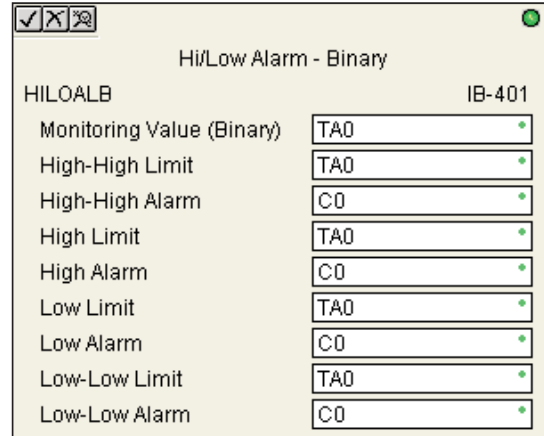 Hi/Low Alarm - Binary
HILOALB IB-401
Monitoring Value (Binary) TA0
High-High Limit TA0
High-High Alarm C0
High Limit TA0
High Alarm C0
Low Limit TA0
Low Alarm C0
Low-Low Limit TA0
Low-Low Alarm C0